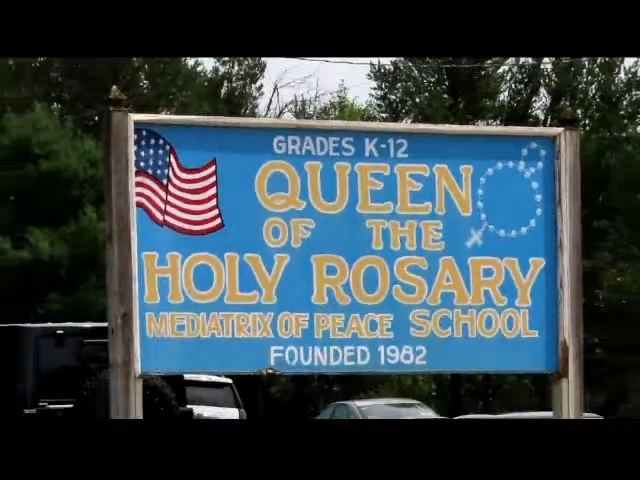 GRADES K-12
QUEEN
OF THE
HOLY ROSARY
MEDIATRIX OF PEACE SCHOOL
FOUNDED 1982